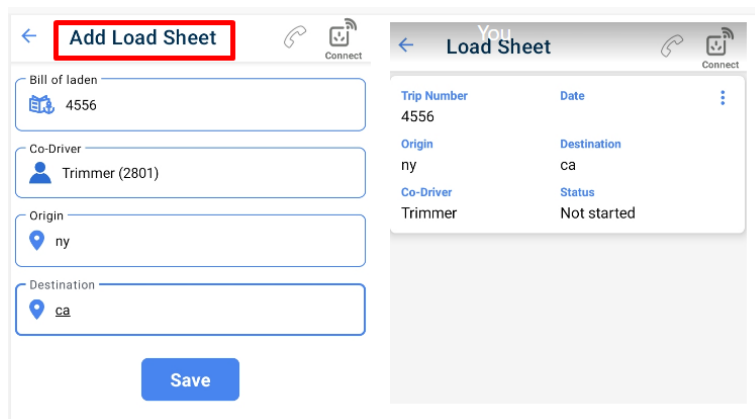 Add Load Sheet
Connect
Bill of laden
4556
Co-Driver
Trimmer (2801)
Origin
ny
Destination
ca
Save
You
Load Sheet
Connect
Trip Number Date
4556
Origin Destination
ny ca
Co-Driver Status
Trimmer Not started